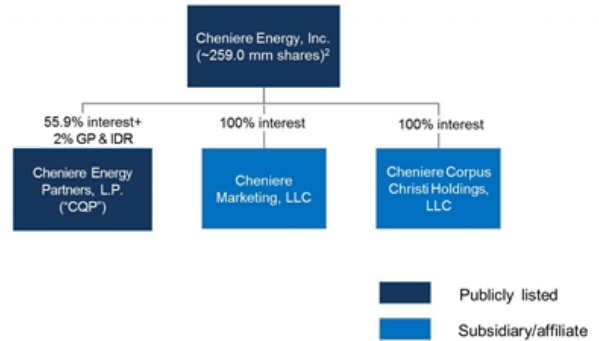 Cheniere Energy, Inc.
(~259.0 mm shares)²
55.9% interest+
2% GP & IDR
100% interest
100% interest
Cheniere Energy
Partners, L.P.
("CQP")
Cheniere
Marketing, LLC
Cheniere Corpus
Christi Holdings,
LLC
Publicly listed
Subsidiary/affiliate